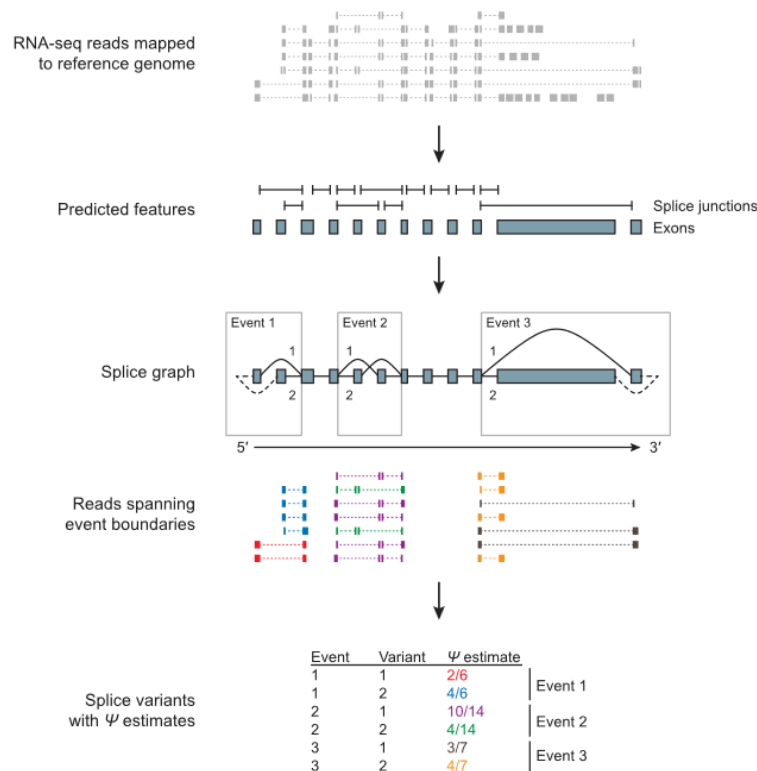 RNA-seq reads mapped
to reference genome
Predicted features
Splice junctions
Exons
Event 1
Event 2
Event 3
1
1
1
Splice graph
2
2
2
5′
3′
Reads spanning
event boundaries
Event Variant Ψ estimate
1 1 2/6
1 2 4/6
Event 1
2 1 10/14
2 2 4/14
Event 2
3 1 3/7
3 2 4/7
Event 3
Splice variants
with Ψ estimates